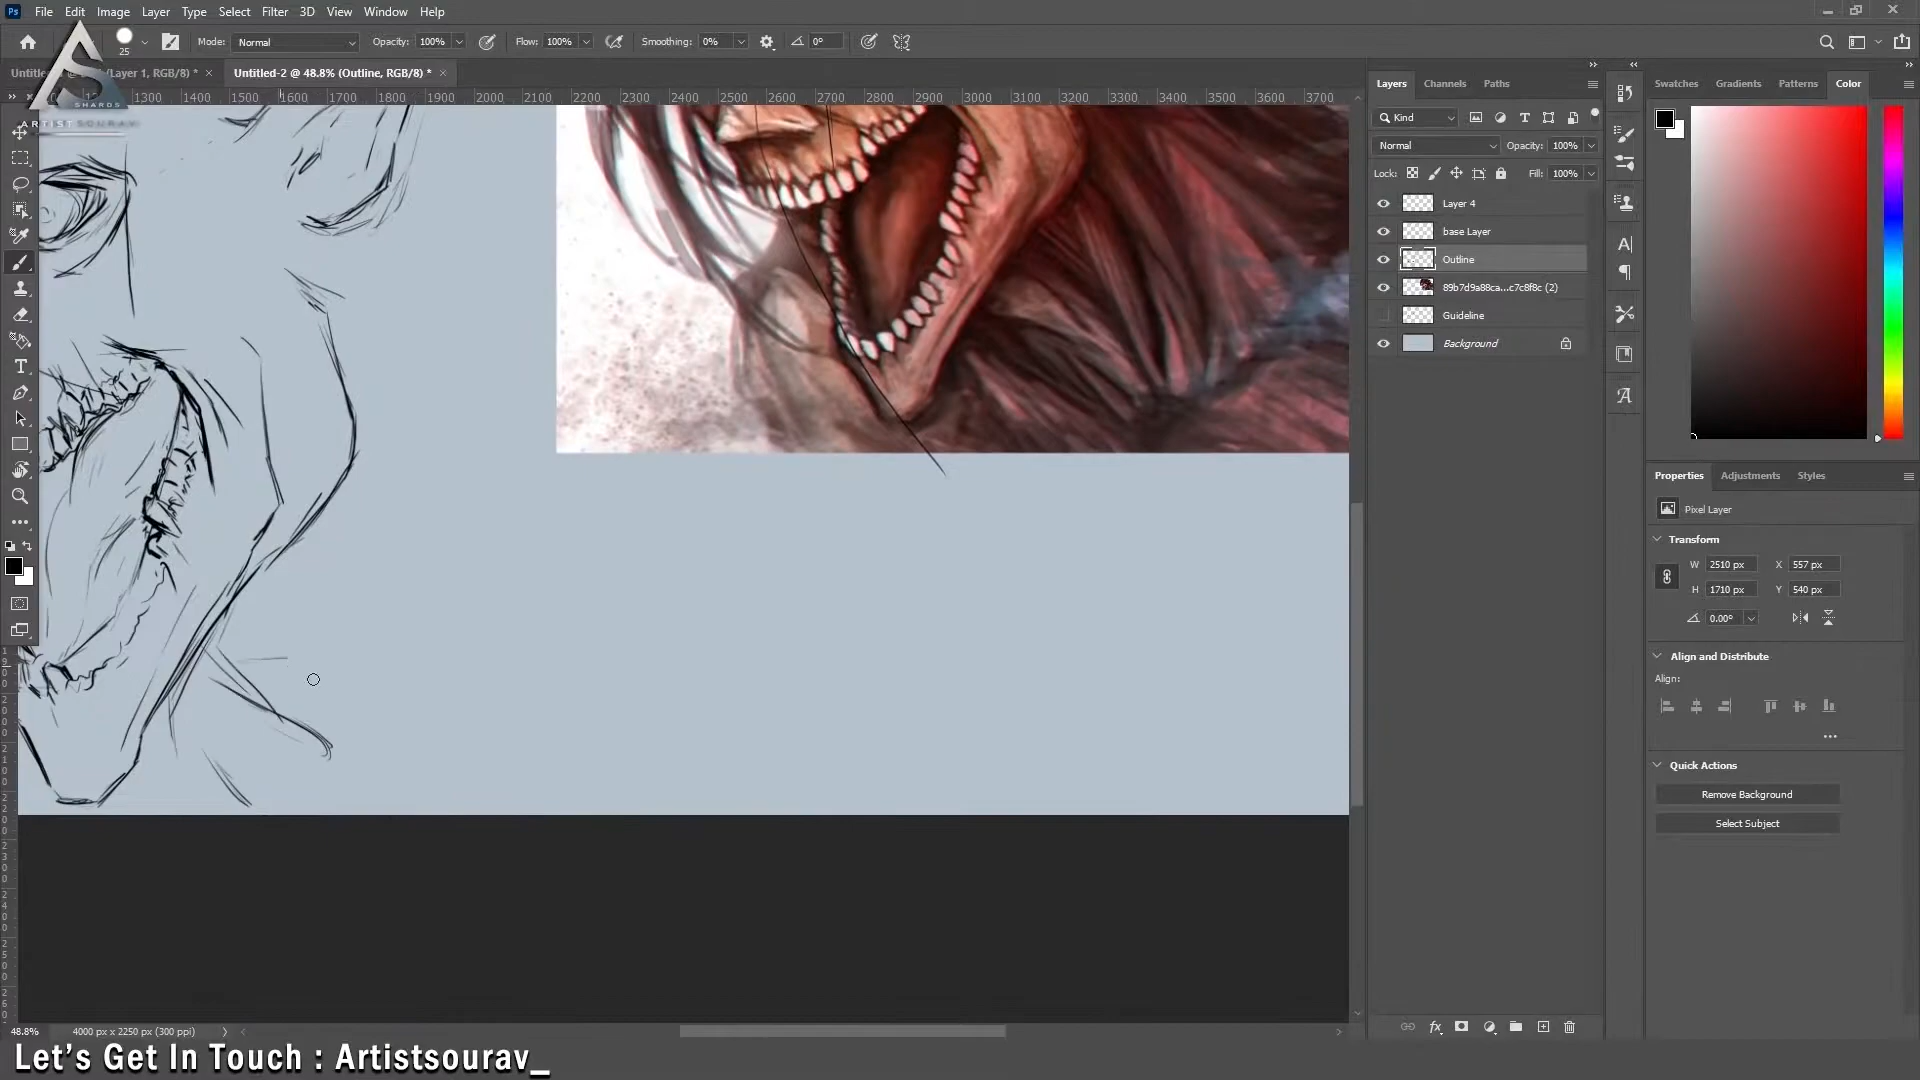 Ps File Edit Image Layer Type Select Filter 3D View Window Help
25 Mode: Normal Opacity: 100% Flow: 100% Smoothing: 0% 0°
Layer 1, RGB/8) * × Untitled-2 @ 48.8% (Outline, RGB/8) * ×
SHARDS
ARTISTSOURAV
1300 1400 1500 1600 1700 1800 1900 2000 2100 2200 2300 2400 2500 2600 2700 2800 2900 3000 3100 3200 3300 3400 3500 3600 3700
Layers Channels Paths
Kind
Normal Opacity: 100%
Lock: Fill: 100%
Layer 4
base Layer
Outline
89b7d9a88ca...c7c8f8c (2)
Guideline
Background
Swatches Gradients Patterns Color
Properties Adjustments Styles
Pixel Layer
Transform
W 2510 px X 557 px
H 1710 px Y 540 px
0.00°
Align and Distribute
Align:
Quick Actions
Remove Background
Select Subject
48.8% 4000 px x 2250 px (300 ppi)
Let's Get In Touch : Artistsourav_